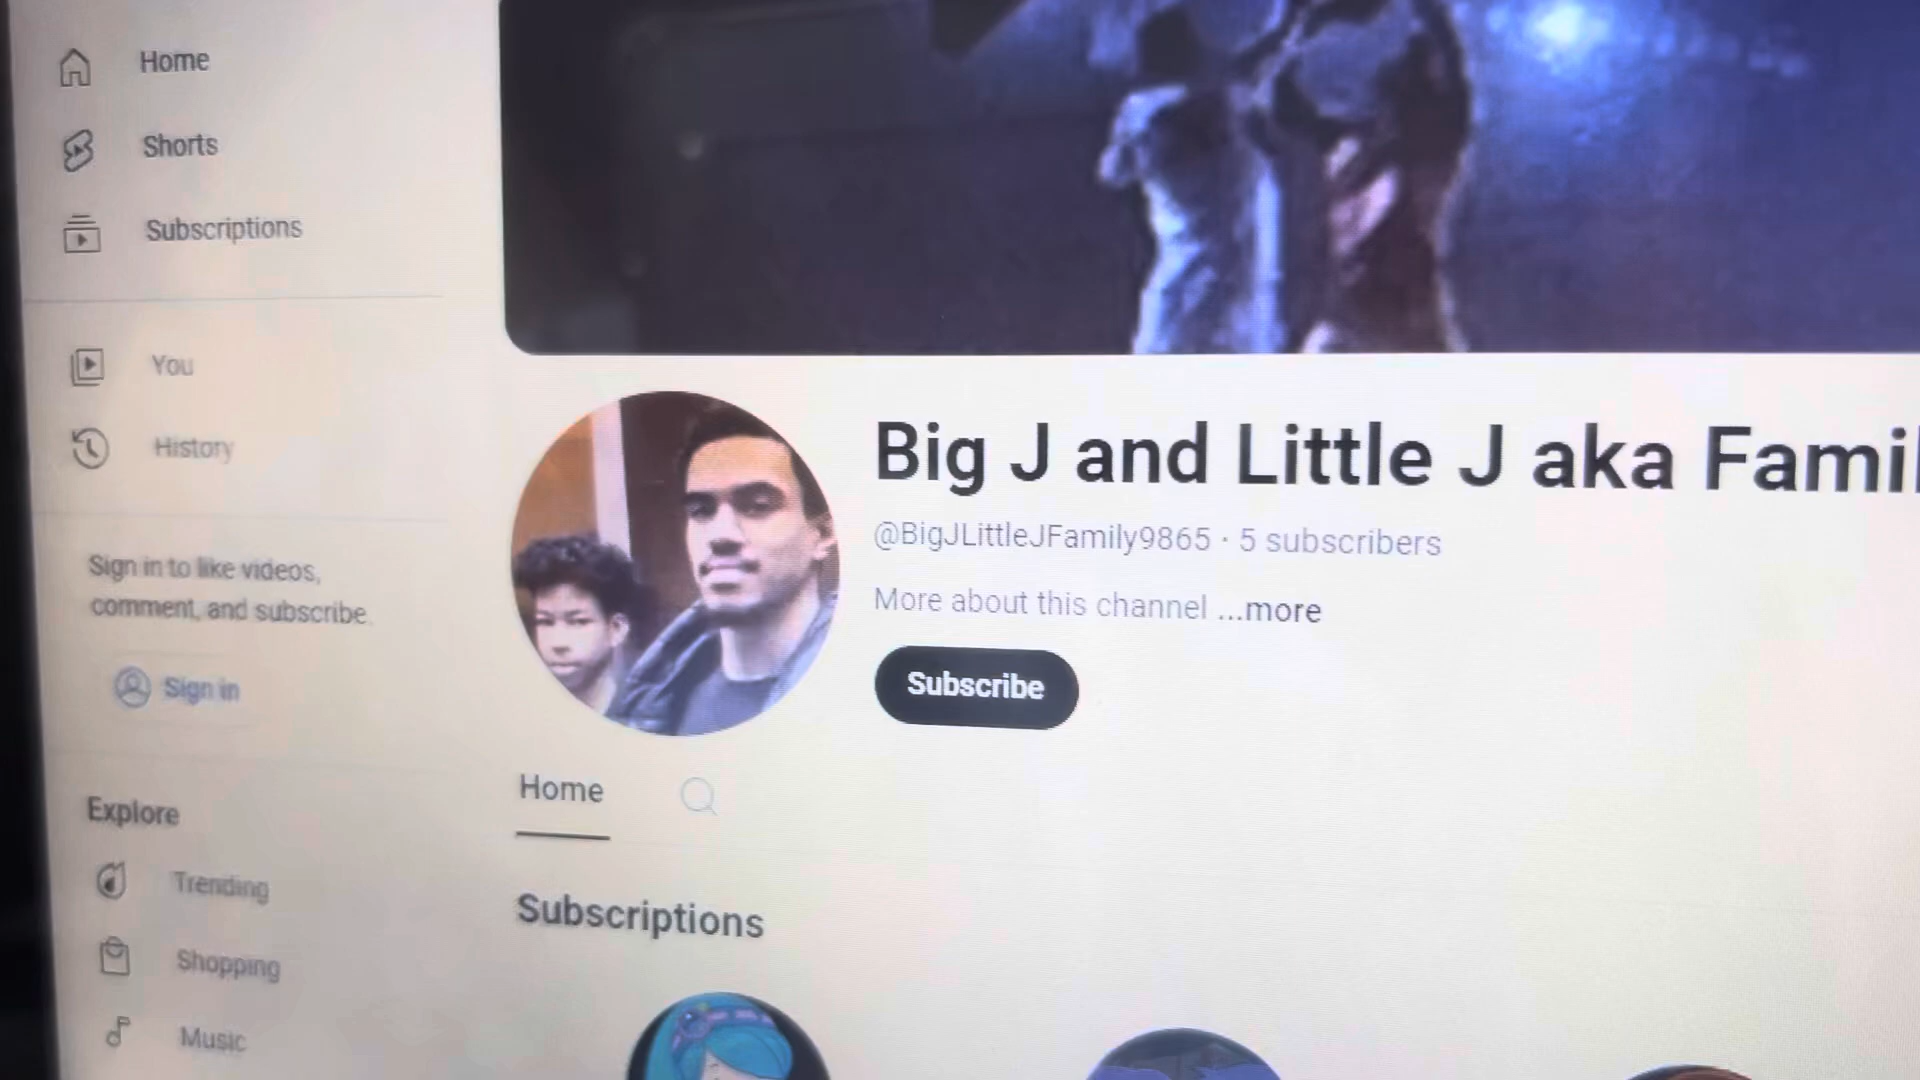 Home
Shorts
Subscriptions
You
History
Sign in to like videos,
comment, and subscribe.
Sign in
Explore
Trending
Shopping
Music
Big J and Little J aka Famil
@BigJLittleJFamily9865 · 5 subscribers
More about this channel ...more
Subscribe
Home
Subscriptions